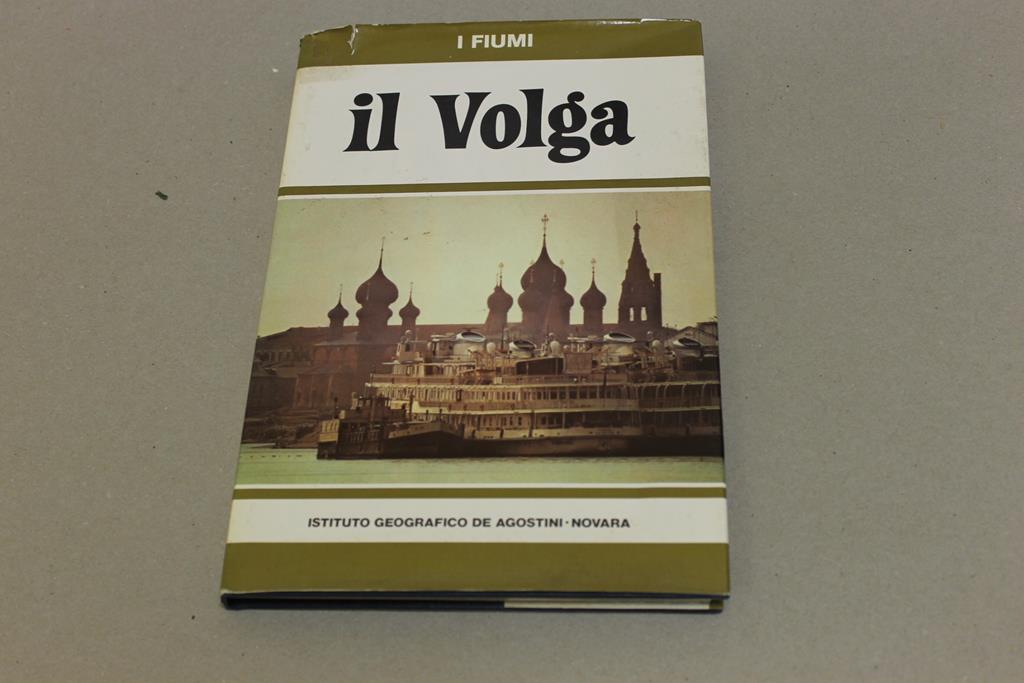 I FIUMI
il Volga
ISTITUTO GEOGRAFICO DE AGOSTINI · NOVARA